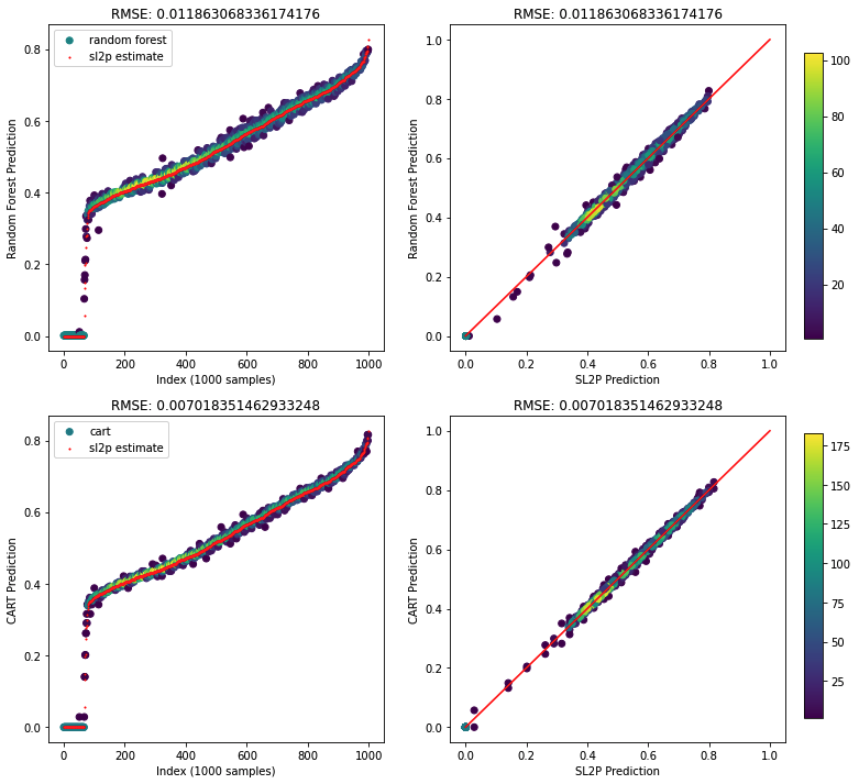 RMSE: 0.011863068336174176
RMSE: 0.011863068336174176
random forest
sl2p estimate
Random Forest Prediction
0.8
0.6
0.4
0.2
0.0
0 200 400 600 800 1000
Index (1000 samples)
Random Forest Prediction
1.0
0.8
0.6
0.4
0.2
0.0
0.0 0.2 0.4 0.6 0.8 1.0
SL2P Prediction
100
80
60
40
20
RMSE: 0.007018351462933248
RMSE: 0.007018351462933248
cart
sl2p estimate
CART Prediction
0.8
0.6
0.4
0.2
0.0
0 200 400 600 800 1000
Index (1000 samples)
CART Prediction
1.0
0.8
0.6
0.4
0.2
0.0
0.0 0.2 0.4 0.6 0.8 1.0
SL2P Prediction
175
150
125
100
75
50
25